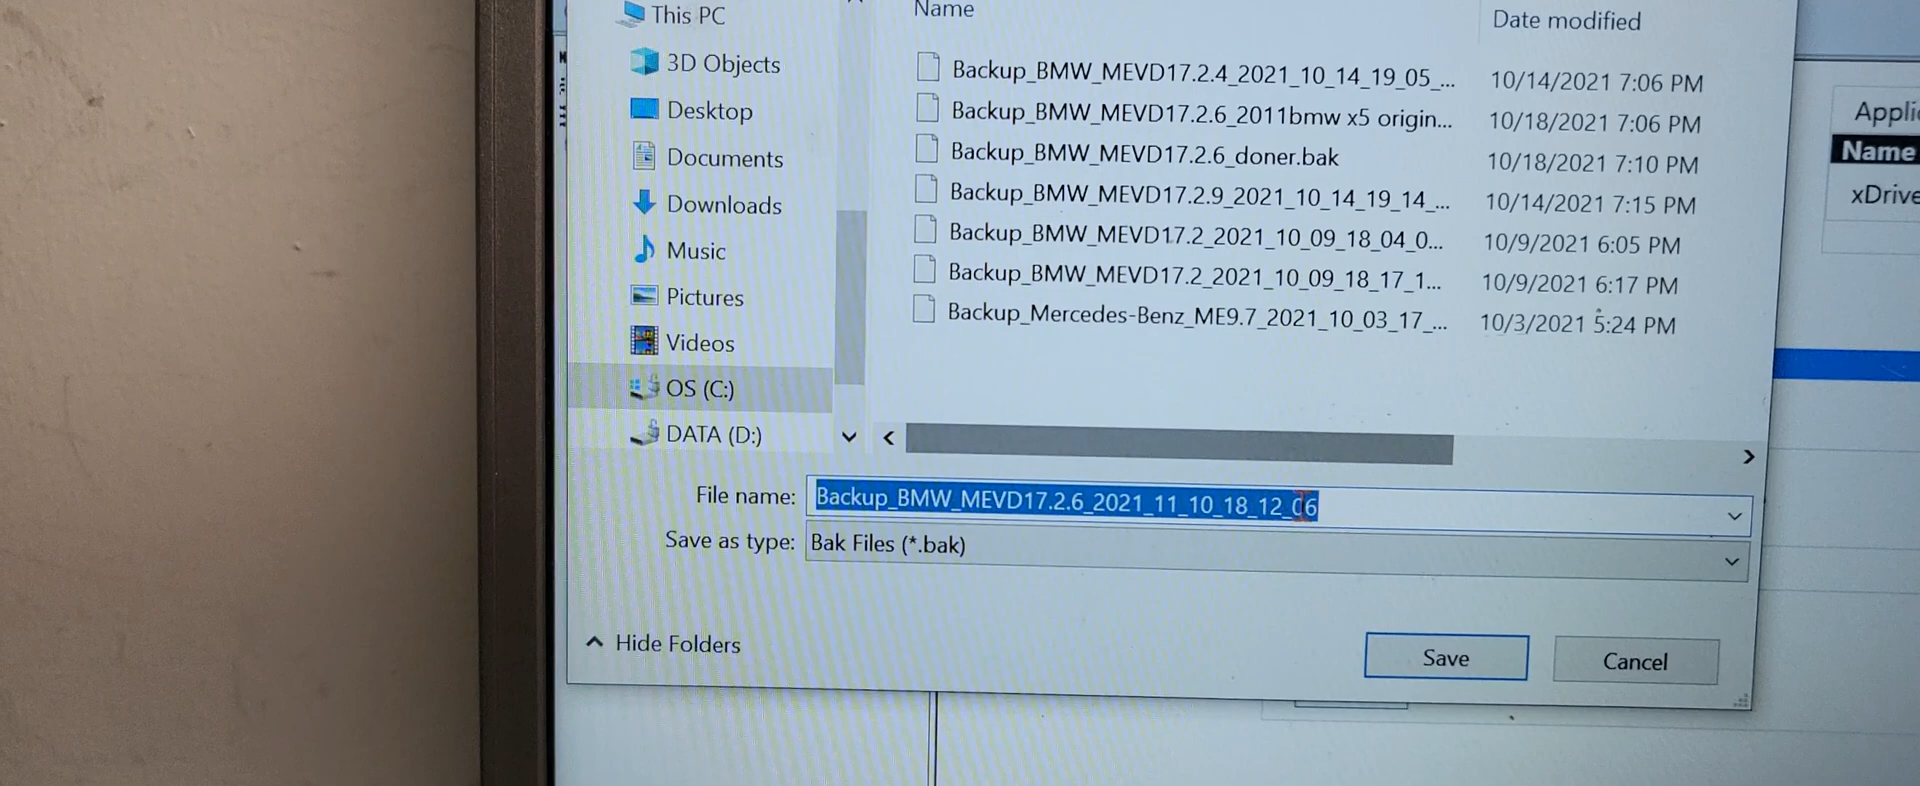 This PC
3D Objects
Desktop
Documents
Downloads
Music
Pictures
Videos
OS (C:)
DATA (D:)
Name
Date modified
Backup_BMW_MEVD17.2.4_2021_10_14_19_05_... 10/14/2021 7:06 PM
Backup_BMW_MEVD17.2.6_2011bmw x5 origin... 10/18/2021 7:06 PM
Backup_BMW_MEVD17.2.6_doner.bak 10/18/2021 7:10 PM
Backup_BMW_MEVD17.2.9_2021_10_14_19_14_... 10/14/2021 7:15 PM
Backup_BMW_MEVD17.2_2021_10_09_18_04_0... 10/9/2021 6:05 PM
Backup_BMW_MEVD17.2_2021_10_09_18_17_1... 10/9/2021 6:17 PM
Backup_Mercedes-Benz_ME9.7_2021_10_03_17_... 10/3/2021 5:24 PM
File name: Backup_BMW_MEVD17.2.6_2021_11_10_18_12_06
Save as type: Bak Files (*.bak)
Hide Folders
Save
Cancel
Name
xDrive